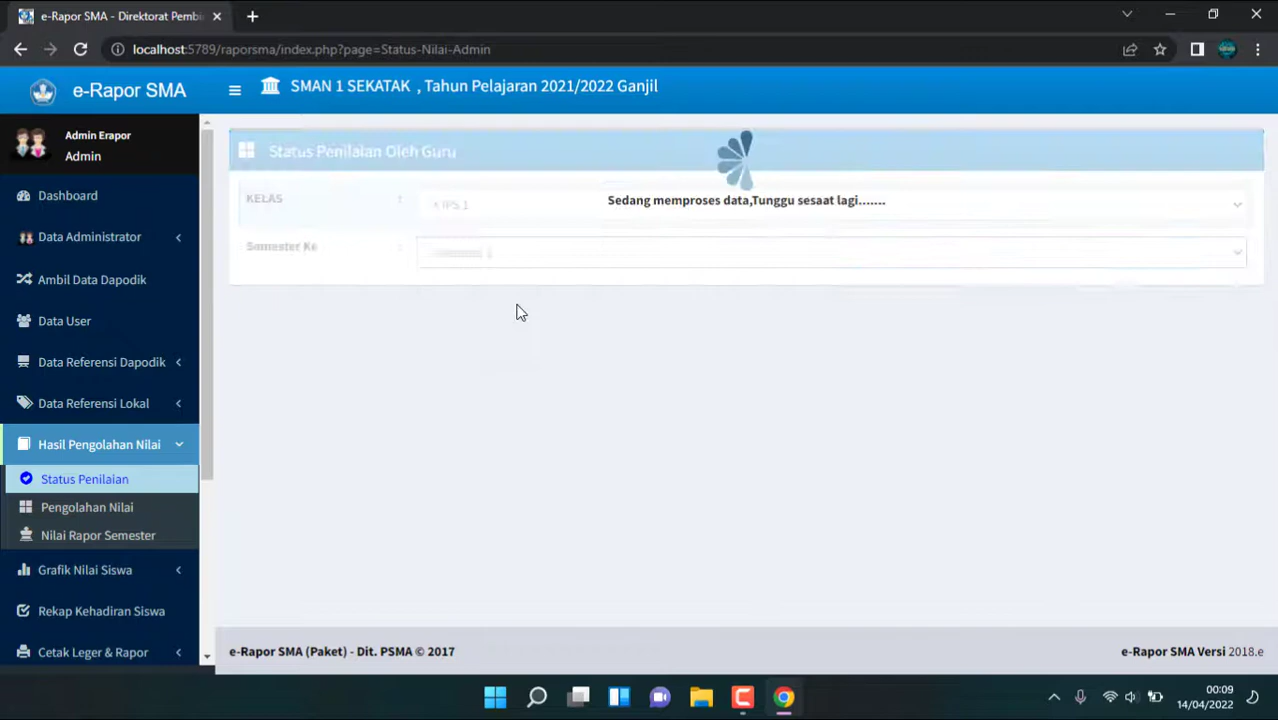 e-Rapor SMA - Direktorat Pembi
localhost:5789/raporsma/index.php?page=Status-Nilai-Admin
e-Rapor SMA
SMAN 1 SEKATAK , Tahun Pelajaran 2021/2022 Ganjil
Admin Erapor
Admin
Dashboard
Data Administrator
Ambil Data Dapodik
Data User
Data Referensi Dapodik
Data Referensi Lokal
Hasil Pengolahan Nilai
Status Penilaian
Pengolahan Nilai
Nilai Rapor Semester
Grafik Nilai Siswa
Rekap Kehadiran Siswa
Cetak Leger & Rapor
Status Penilaian Oleh Guru
KELAS :
X IPS 1
Sedang memproses data,Tunggu sesaat lagi.......
Semester Ke :
e-Rapor SMA (Paket) - Dit. PSMA © 2017
e-Rapor SMA Versi 2018.e
00:09
14/04/2022